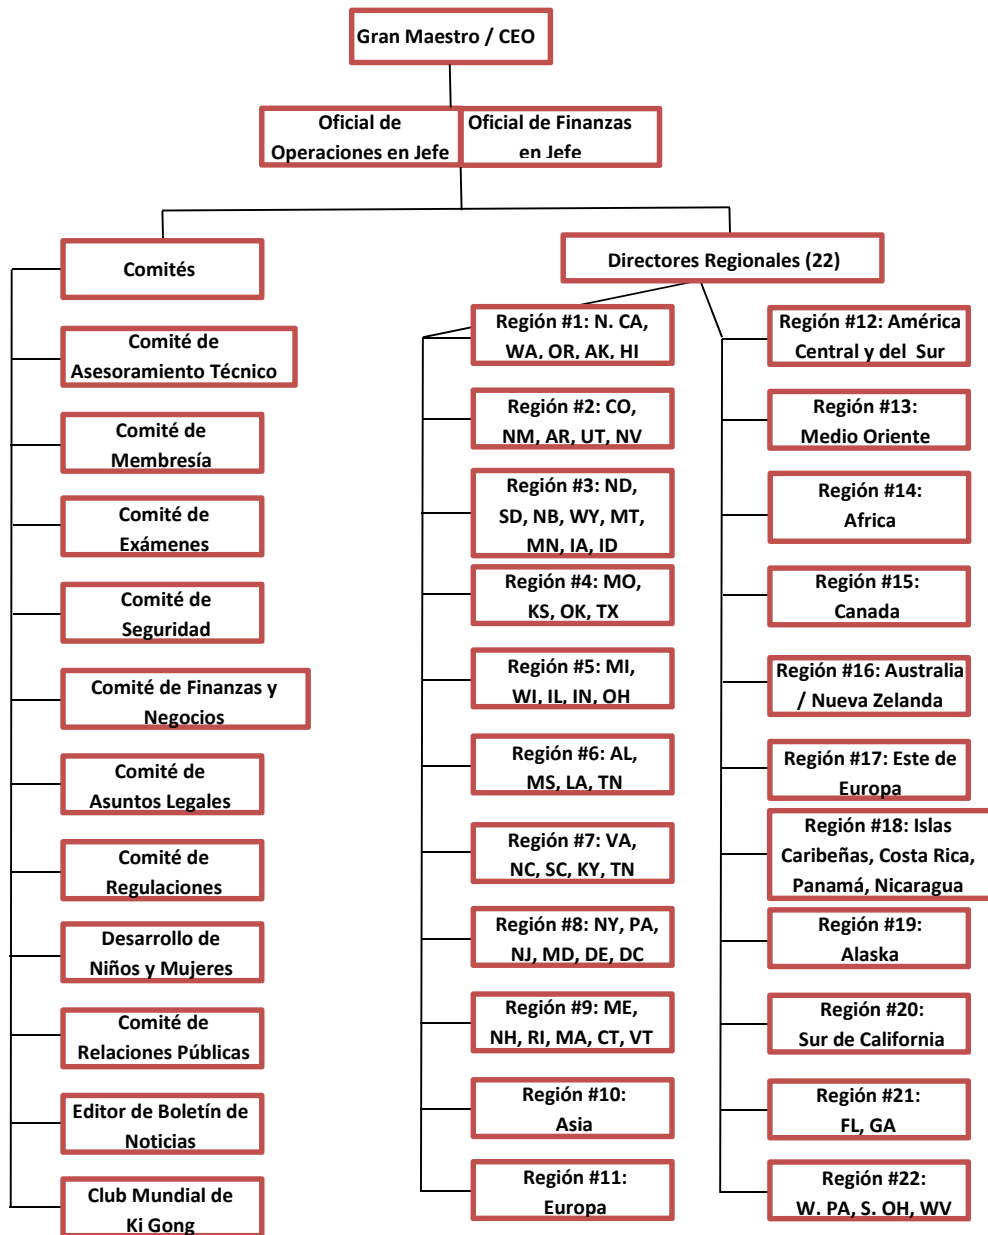 Gran Maestro / CEO
Oficial de
Operaciones en Jefe
Oficial de Finanzas
en Jefe
Comités
Comité de
Asesoramiento Técnico
Comité de
Membresía
Comité de
Exámenes
Comité de
Seguridad
Comité de Finanzas y
Negocios
Comité de
Asuntos Legales
Comité de
Regulaciones
Desarrollo de
Niños y Mujeres
Comité de
Relaciones Públicas
Editor de Boletín de
Noticias
Club Mundial de
Ki Gong
Directores Regionales (22)
Región #1: N. CA,
WA, OR, AK, HI
Región #2: CO,
NM, AR, UT, NV
Región #3: ND,
SD, NB, WY, MT,
MN, IA, ID
Región #4: MO,
KS, OK, TX
Región #5: MI,
WI, IL, IN, OH
Región #6: AL,
MS, LA, TN
Región #7: VA,
NC, SC, KY, TN
Región #8: NY, PA,
NJ, MD, DE, DC
Región #9: ME,
NH, RI, MA, CT, VT
Región #10:
Asia
Región #11:
Europa
Región #12: América
Central y del Sur
Región #13:
Medio Oriente
Región #14:
Africa
Región #15:
Canada
Región #16: Australia
/ Nueva Zelanda
Región #17: Este de
Europa
Región #18: Islas
Caribeñas, Costa Rica,
Panamá, Nicaragua
Región #19:
Alaska
Región #20:
Sur de California
Región #21:
FL, GA
Región #22:
W. PA, S. OH, WV